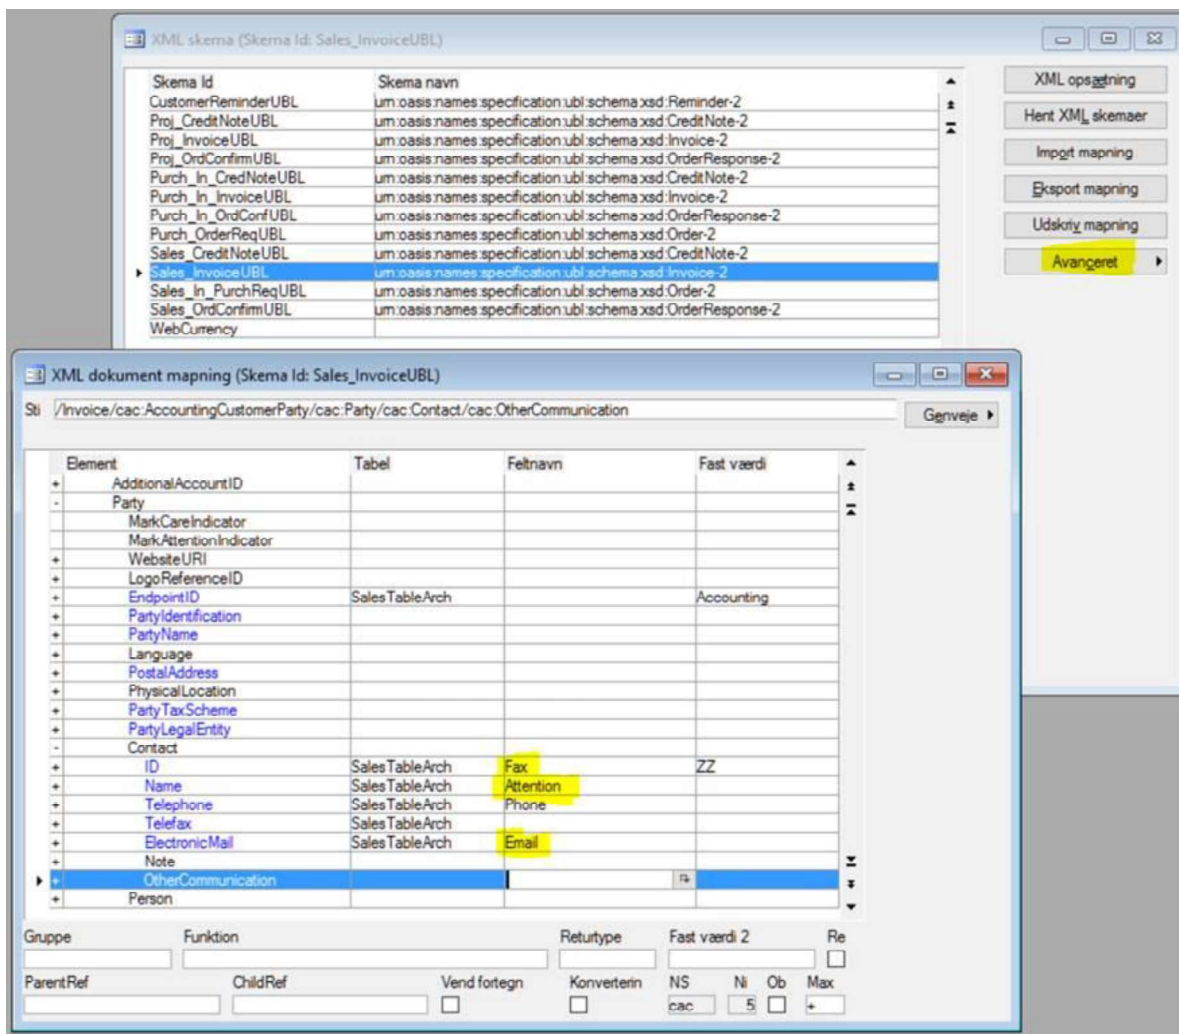 XML skema (Skema Id: Sales_InvoiceUBL)
Skema Id Skema navn
CustomerReminderUBL urn:oasis:names:specification:ubl:schema:xsd:Reminder-2
Proj_CreditNoteUBL urn:oasis:names:specification:ubl:schema:xsd:CreditNote-2
Proj_InvoiceUBL urn:oasis:names:specification:ubl:schema:xsd:Invoice-2
Proj_OrdConfirmUBL urn:oasis:names:specification:ubl:schema:xsd:OrderResponse-2
Purch_In_CredNoteUBL urn:oasis:names:specification:ubl:schema:xsd:CreditNote-2
Purch_In_InvoiceUBL urn:oasis:names:specification:ubl:schema:xsd:Invoice-2
Purch_In_OrdConfUBL urn:oasis:names:specification:ubl:schema:xsd:OrderResponse-2
Purch_OrderReqUBL urn:oasis:names:specification:ubl:schema:xsd:Order-2
Sales_CreditNoteUBL urn:oasis:names:specification:ubl:schema:xsd:CreditNote-2
Sales_InvoiceUBL urn:oasis:names:specification:ubl:schema:xsd:Invoice-2
Sales_In_PurchReqUBL urn:oasis:names:specification:ubl:schema:xsd:Order-2
Sales_OrdConfirmUBL urn:oasis:names:specification:ubl:schema:xsd:OrderResponse-2
WebCurrency
XML opsætning
Hent XML skemaer
Import mapning
Eksport mapning
Udskriv mapning
Avanceret
XML dokument mapning (Skema Id: Sales_InvoiceUBL)
Sti /Invoice/cac:AccountingCustomerParty/cac:Party/cac:Contact/cac:OtherCommunication
Genveje
Element Tabel Feltnavn Fast værdi
+ AdditionalAccountID
- Party
MarkCareIndicator
MarkAttentionIndicator
+ WebsiteURI
+ LogoReferenceID
+ EndpointID SalesTableArch Accounting
+ PartyIdentification
+ PartyName
+ Language
+ PostalAddress
+ PhysicalLocation
+ PartyTaxScheme
+ PartyLegalEntity
- Contact
+ ID SalesTableArch Fax ZZ
+ Name SalesTableArch Attention
+ Telephone SalesTableArch Phone
+ Telefax SalesTableArch
+ ElectronicMail SalesTableArch Email
+ Note
+ OtherCommunication
+ Person
Gruppe Funktion Returtype Fast værdi 2 Re
ParentRef ChildRef Vend fortegn Konverterin NS Ni Ob Max
cac 5 +